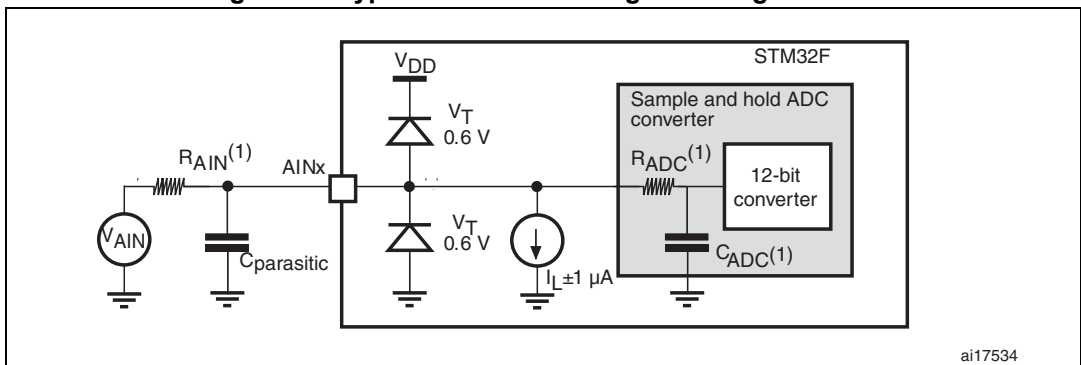 STM32F
VDD
Sample and hold ADC
converter
VT
0.6 V
RAIN(1)
AINx
RADC(1)
12-bit
converter
VAIN
Cparasitic
VT
0.6 V
IL±1 µA
CADC(1)
ai17534